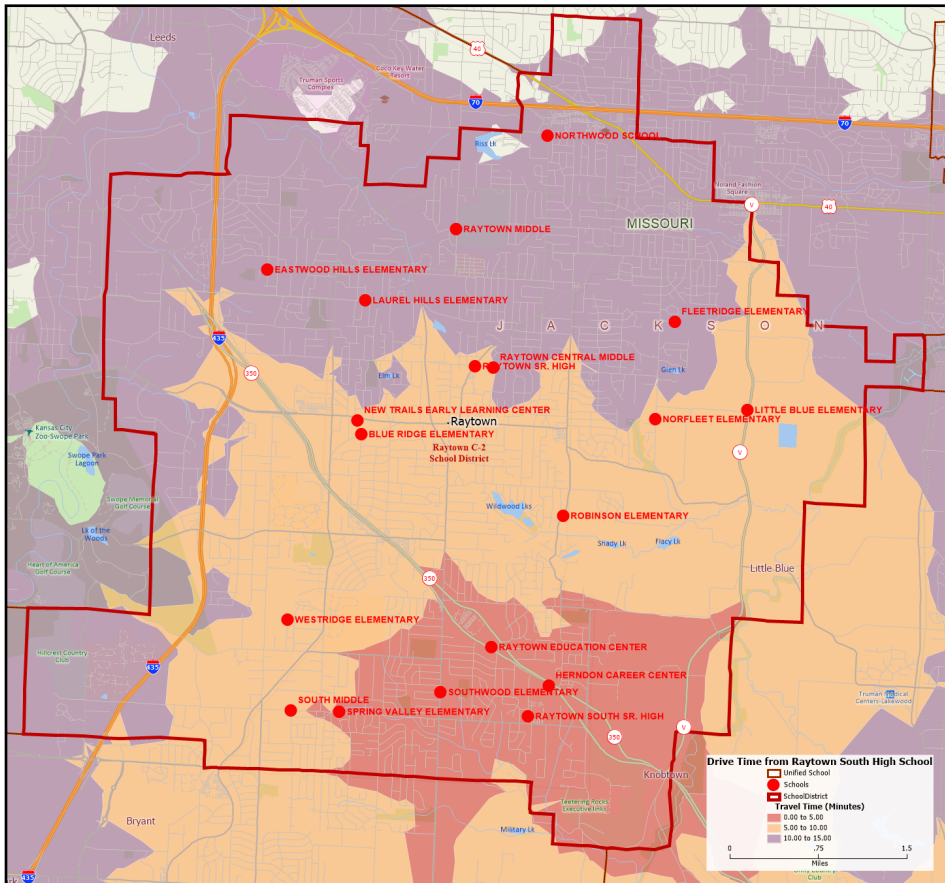 Leeds
40
Coco Key Water
Resort
Truman Sports
Complex
70
70
Riss Lk
NORTHWOOD SCHOOL
Noland Fashion
Square
V
40
MISSOURI
RAYTOWN MIDDLE
EASTWOOD HILLS ELEMENTARY
LAUREL HILLS ELEMENTARY
FLEETRIDGE ELEMENTARY
J A C K S O N
435
350
RAYTOWN CENTRAL MIDDLE
RAYTOWN SR. HIGH
Elm Lk
Glen Lk
NEW TRAILS EARLY LEARNING CENTER
LITTLE BLUE ELEMENTARY
NORFLEET ELEMENTARY
Raytown
BLUE RIDGE ELEMENTARY
Kansas City
Zoo-Swope Park
Raytown C-2
School District
V
Swope Park
Lagoon
Swope Memorial
Golf Course
Wildwood Lks
ROBINSON ELEMENTARY
Lk of the
Woods
Shady Lk
Flacy Lk
Heart of America
Golf Course
350
Little Blue
WESTRIDGE ELEMENTARY
Hillcrest Country
Club
RAYTOWN EDUCATION CENTER
435
HERNDON CAREER CENTER
SOUTHWOOD ELEMENTARY
Truman Medical
Centers-Lakewood
SOUTH MIDDLE
SPRING VALLEY ELEMENTARY
RAYTOWN SOUTH SR. HIGH
V
350
Knobtown
Drive Time from Raytown South High School
Unified School
Schools
SchoolDistrict
Travel Time (Minutes)
0.00 to 5.00
5.00 to 10.00
10.00 to 15.00
0 .75 1.5
Miles
Teetering Rocks
Executive Links
Bryant
Military Lk
Club
435